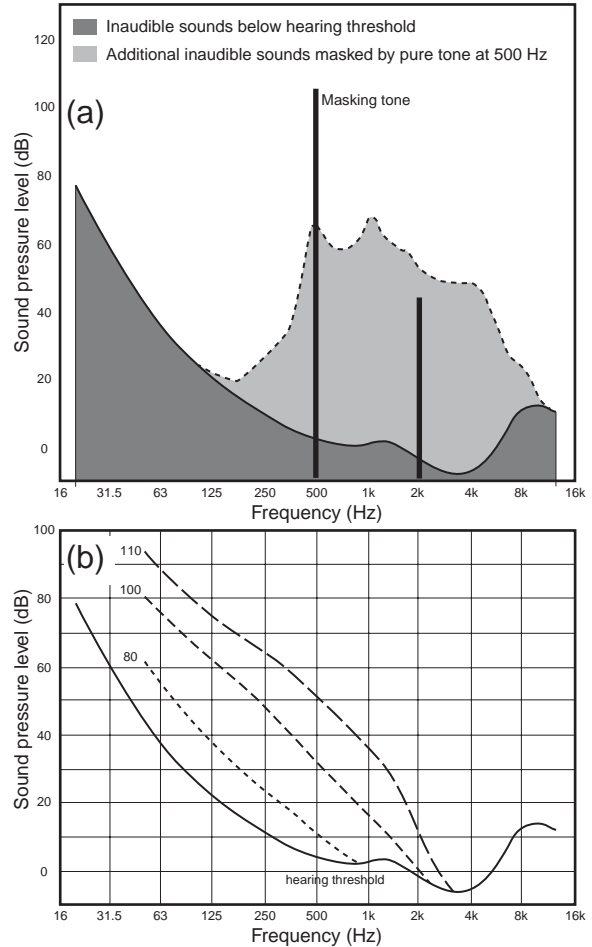 120
Inaudible sounds below hearing threshold
Additional inaudible sounds masked by pure tone at 500 Hz
100
(a)
Masking tone
Sound pressure level (dB)
80
60
40
20
0
16 31.5 63 125 250 500 1k 2k 4k 8k 16k
Frequency (Hz)
100
(b)
110
100
80
Sound pressure level (dB)
80
60
40
20
0
hearing threshold
16 31.5 63 125 250 500 1k 2k 4k 8k 16k
Frequency (Hz)